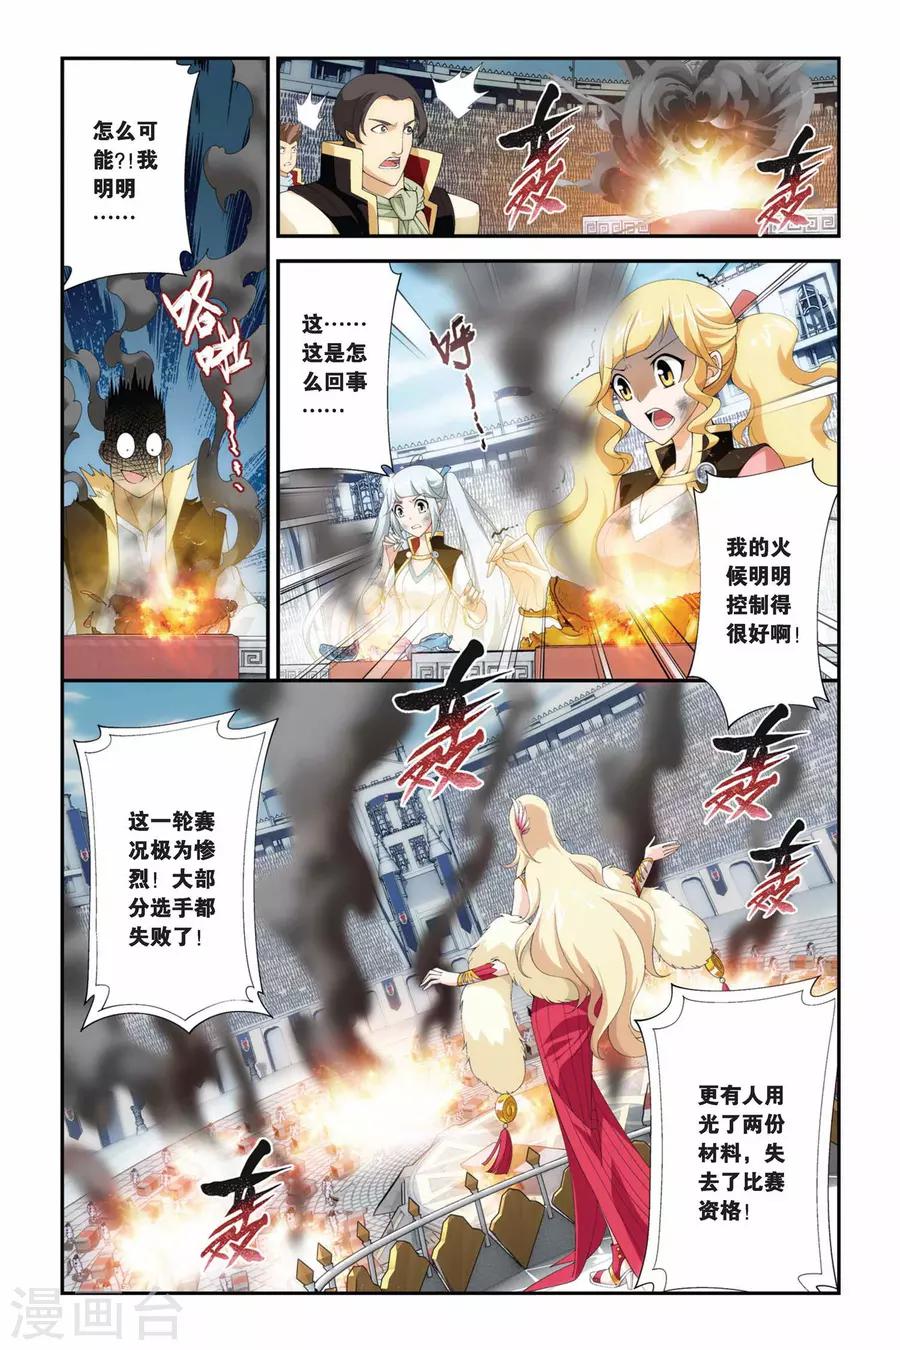 怎么可
能?!我
明明
……
轰
轰
咯
啦
这……
这是怎
么回事
……
呼
我的火
候明明
控制得
很好啊!
轰
轰
轰
这一轮赛
况极为惨
烈!大部
分选手都
失败了!
更有人用
光了两份
材料,失
去了比赛
资格!
轰
漫画台